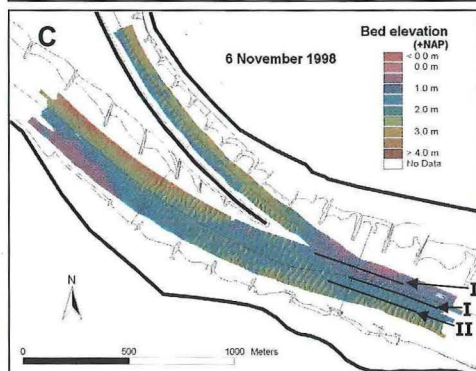 C
6 November 1998
Bed elevation
(+NAP)
< 0.0 m
0.0 m
1.0 m
2.0 m
3.0 m
> 4.0 m
No Data
N
I
I
II
0 500 1000 Meters